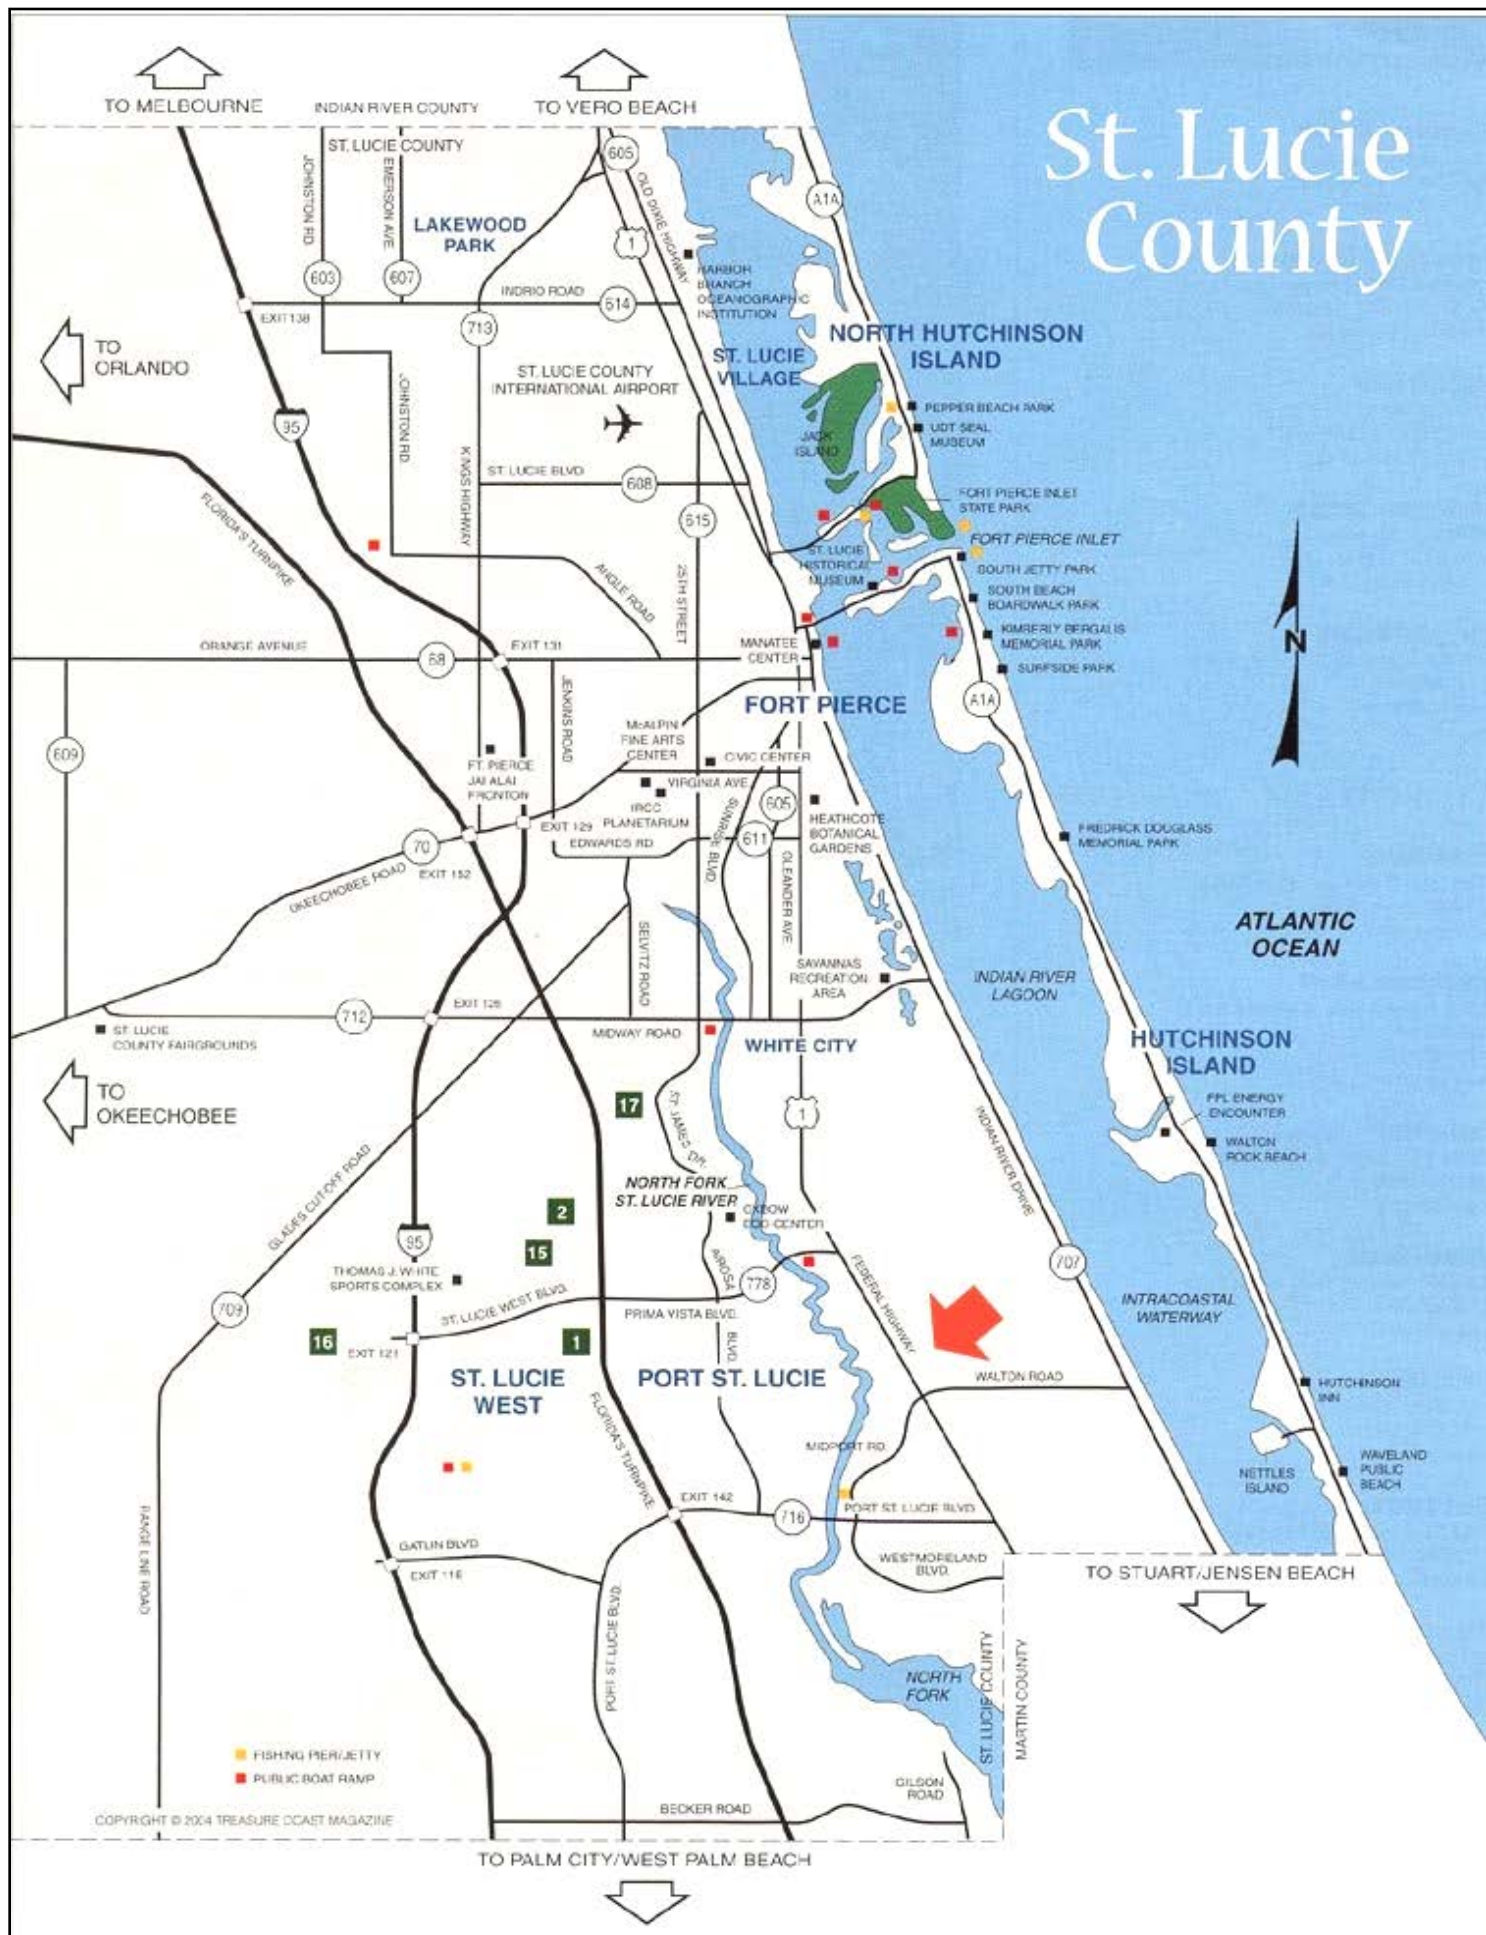 St. Lucie
County
TO MELBOURNE
INDIAN RIVER COUNTY
TO VERO BEACH
ST. LUCIE COUNTY
605
JOHNSTON RD
EMERSON AVE.
OLD DIXIE HIGHWAY
A1A
LAKEWOOD
PARK
1
603
607
HARBOR
BRANCH
OCEANOGRAPHIC
INSTITUTION
INDRIO ROAD
614
EXIT 138
713
NORTH HUTCHINSON
ISLAND
TO
ORLANDO
ST. LUCIE
VILLAGE
ST. LUCIE COUNTY
INTERNATIONAL AIRPORT
JOHNSTON RD.
95
PEPPER BEACH PARK
UDT SEAL
MUSEUM
JACK
ISLAND
KINGS HIGHWAY
ST. LUCIE BLVD
608
FLORIDA'S TURNPIKE
615
FORT PIERCE INLET
STATE PARK
FORT PIERCE INLET
ST. LUCIE
HISTORICAL
MUSEUM
SOUTH JETTY PARK
ANGLE ROAD
25TH STREET
SOUTH BEACH
BOARDWALK PARK
N
ORANGE AVENUE
68
EXIT 131
MANATEE
CENTER
KIMBERLY BERGALIS
MEMORIAL PARK
SURFSIDE PARK
JENKINS ROAD
FORT PIERCE
A1A
609
McALPIN
FINE ARTS
CENTER
FT. PIERCE
JAI ALAI
FRONTON
CIVIC CENTER
VIRGINIA AVE.
IRCC
PLANETARIUM
SUNRISE BLVD.
605
HEATHCOTE
BOTANICAL
GARDENS
EXIT 129
EDWARDS RD
611
FREDRICK DOUGLASS
MEMORIAL PARK
70
EXIT 152
OKEECHOBEE ROAD
OLEANDER AVE.
SELVITZ ROAD
ATLANTIC
OCEAN
SAVANNAS
RECREATION
AREA
INDIAN RIVER
LAGOON
712
MIDWAY ROAD
ST. LUCIE
COUNTY FAIRGROUNDS
WHITE CITY
HUTCHINSON
ISLAND
TO
OKEECHOBEE
17
ST. JAMES DR.
1
INDIAN RIVER DRIVE
FPL ENERGY
ENCOUNTER
WALTON
ROCK BEACH
GLADES CUT-OFF ROAD
NORTH FORK
ST. LUCIE RIVER
2
OXBOW
ECO-CENTER
95
15
THOMAS J. WHITE
SPORTS COMPLEX
AIROSA
778
FEDERAL HIGHWAY
707
709
ST. LUCIE WEST BLVD.
PRIMA VISTA BLVD.
INTRACOASTAL
WATERWAY
16
EXIT 121
1
BLVD.
ST. LUCIE
WEST
PORT ST. LUCIE
WALTON ROAD
HUTCHINSON
INN
FLORIDA'S TURNPIKE
MIDPORT RD.
NETTLES
ISLAND
WAVELAND
PUBLIC
BEACH
EXIT 142
716
PORT ST. LUCIE BLVD.
RANGE LINE ROAD
GATLIN BLVD
WESTMORELAND
BLVD.
TO STUART/JENSEN BEACH
PORT ST. LUCIE BLVD.
ST. LUCIE COUNTY
MARTIN COUNTY
NORTH
FORK
FISHING PIER/JETTY
PUBLIC BOAT RAMP
GILSON
ROAD
BECKER ROAD
COPYRIGHT © 2004 TREASURE COAST MAGAZINE
TO PALM CITY/WEST PALM BEACH